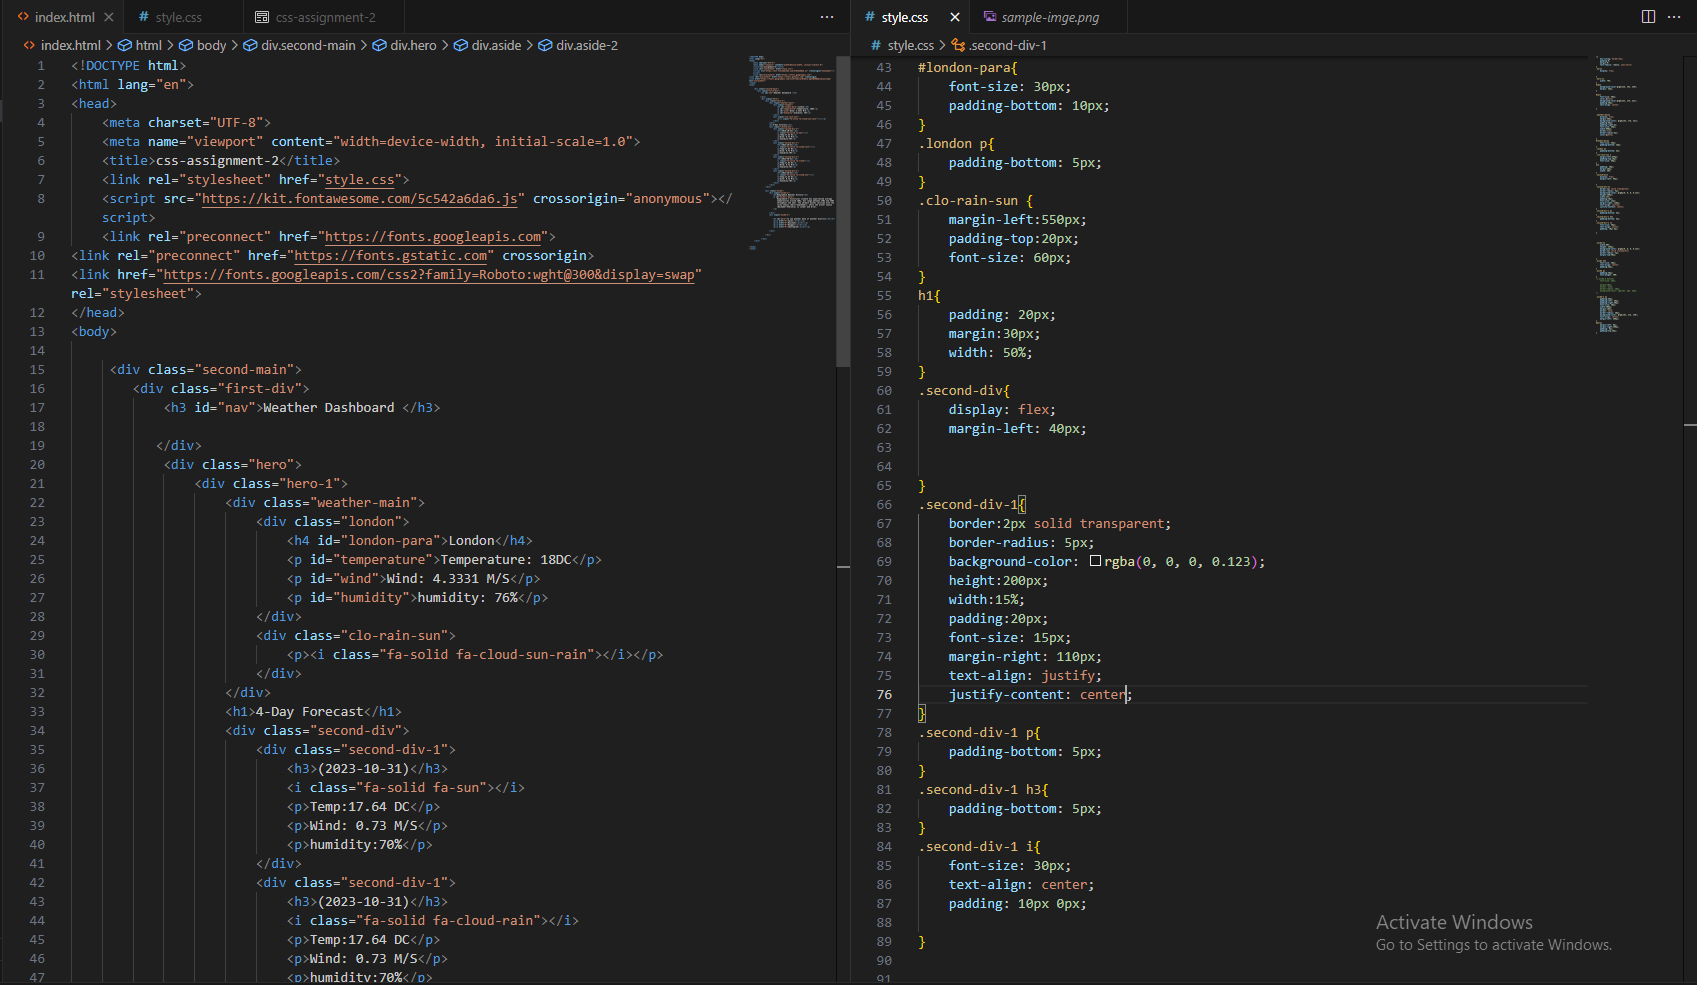 index.html
style.css
css-assignment-2
index.html > html > body > div.second-main > div.hero > div.aside > div.aside-2
1 <!DOCTYPE html>
2 <html lang="en">
3 <head>
4 <meta charset="UTF-8">
5 <meta name="viewport" content="width=device-width, initial-scale=1.0">
6 <title>css-assignment-2</title>
7 <link rel="stylesheet" href="style.css">
8 <script src="https://kit.fontawesome.com/5c542a6da6.js" crossorigin="anonymous"></
script>
9 <link rel="preconnect" href="https://fonts.googleapis.com">
10 <link rel="preconnect" href="https://fonts.gstatic.com" crossorigin>
11 <link href="https://fonts.googleapis.com/css2?family=Roboto:wght@300&display=swap"
rel="stylesheet">
12 </head>
13 <body>
14
15 <div class="second-main">
16 <div class="first-div">
17 <h3 id="nav">Weather Dashboard </h3>
18
19 </div>
20 <div class="hero">
21 <div class="hero-1">
22 <div class="weather-main">
23 <div class="london">
24 <h4 id="london-para">London</h4>
25 <p id="temperature">Temperature: 18DC</p>
26 <p id="wind">Wind: 4.3331 M/S</p>
27 <p id="humidity">humidity: 76%</p>
28 </div>
29 <div class="clo-rain-sun">
30 <p><i class="fa-solid fa-cloud-sun-rain"></i></p>
31 </div>
32 </div>
33 <h1>4-Day Forecast</h1>
34 <div class="second-div">
35 <div class="second-div-1">
36 <h3>(2023-10-31)</h3>
37 <i class="fa-solid fa-sun"></i>
38 <p>Temp:17.64 DC</p>
39 <p>Wind: 0.73 M/S</p>
40 <p>humidity:70%</p>
41 </div>
42 <div class="second-div-1">
43 <h3>(2023-10-31)</h3>
44 <i class="fa-solid fa-cloud-rain"></i>
45 <p>Temp:17.64 DC</p>
46 <p>Wind: 0.73 M/S</p>
47 <p>humidity:70%</p>
style.css
sample-imge.png
style.css > .second-div-1
43 #london-para{
44 font-size: 30px;
45 padding-bottom: 10px;
46 }
47 .london p{
48 padding-bottom: 5px;
49 }
50 .clo-rain-sun {
51 margin-left:550px;
52 padding-top:20px;
53 font-size: 60px;
54 }
55 h1{
56 padding: 20px;
57 margin:30px;
58 width: 50%;
59 }
60 .second-div{
61 display: flex;
62 margin-left: 40px;
63
64
65 }
66 .second-div-1{
67 border:2px solid transparent;
68 border-radius: 5px;
69 background-color: rgba(0, 0, 0, 0.123);
70 height:200px;
71 width:15%;
72 padding:20px;
73 font-size: 15px;
74 margin-right: 110px;
75 text-align: justify;
76 justify-content: center;
77 }
78 .second-div-1 p{
79 padding-bottom: 5px;
80 }
81 .second-div-1 h3{
82 padding-bottom: 5px;
83 }
84 .second-div-1 i{
85 font-size: 30px;
86 text-align: center;
87 padding: 10px 0px;
88
89 }
90
91
Activate Windows
Go to Settings to activate Windows.